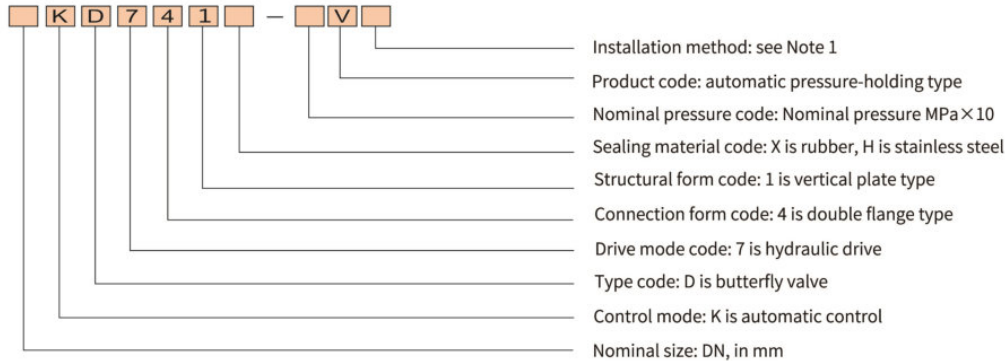 K D 7 4 1 — V
Installation method: see Note 1
Product code: automatic pressure-holding type
Nominal pressure code: Nominal pressure MPa×10
Sealing material code: X is rubber, H is stainless steel
Structural form code: 1 is vertical plate type
Connection form code: 4 is double flange type
Drive mode code: 7 is hydraulic drive
Type code: D is butterfly valve
Control mode: K is automatic control
Nominal size: DN, in mm